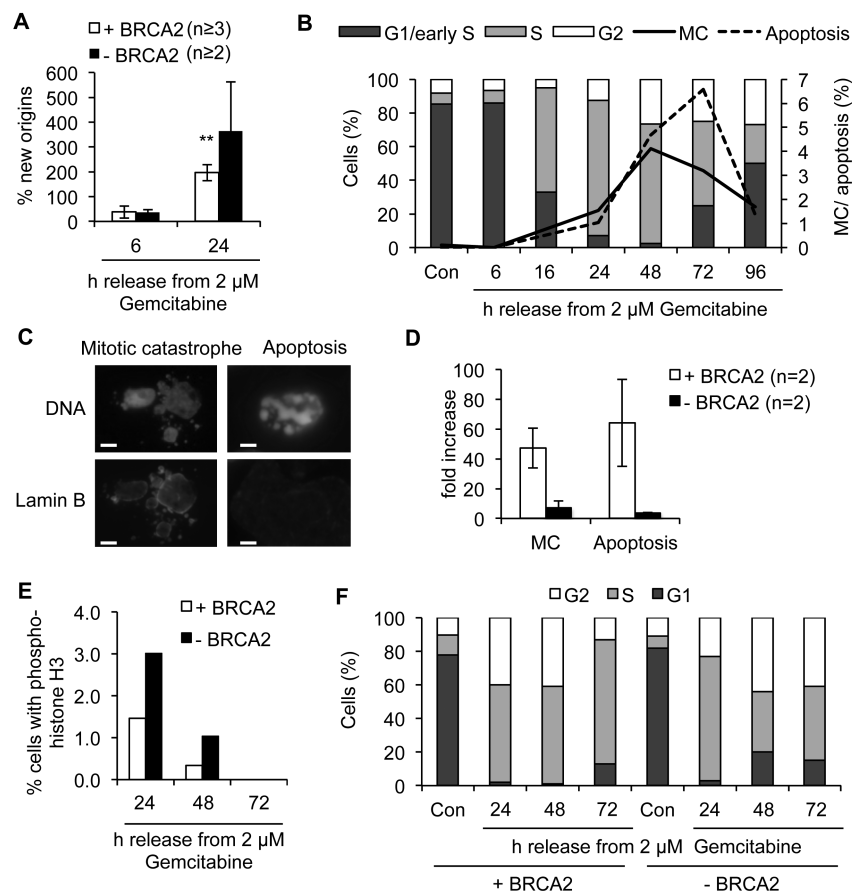 A
+ BRCA2 (n≥3)
- BRCA2 (n≥2)
600
500
400
300
200
100
0
% new origins
**
6 24
h release from 2 µM
Gemcitabine
B
G1/early S S G2 MC Apoptosis
100
80
60
40
20
0
Cells (%)
7
6
5
4
3
2
1
0
MC/ apoptosis (%)
Con 6 16 24 48 72 96
h release from 2 µM Gemcitabine
C
Mitotic catastrophe Apoptosis
DNA
Lamin B
D
+ BRCA2 (n=2)
- BRCA2 (n=2)
100
80
60
40
20
0
fold increase
MC Apoptosis
E
+ BRCA2
- BRCA2
4.0
3.0
2.0
1.0
0.0
% cells with phospho-
histone H3
24 48 72
h release from 2 µM
Gemcitabine
F
G2 S G1
100
80
60
40
20
0
Cells (%)
Con 24 48 72 Con 24 48 72
h release from 2 µM Gemcitabine
+ BRCA2 - BRCA2